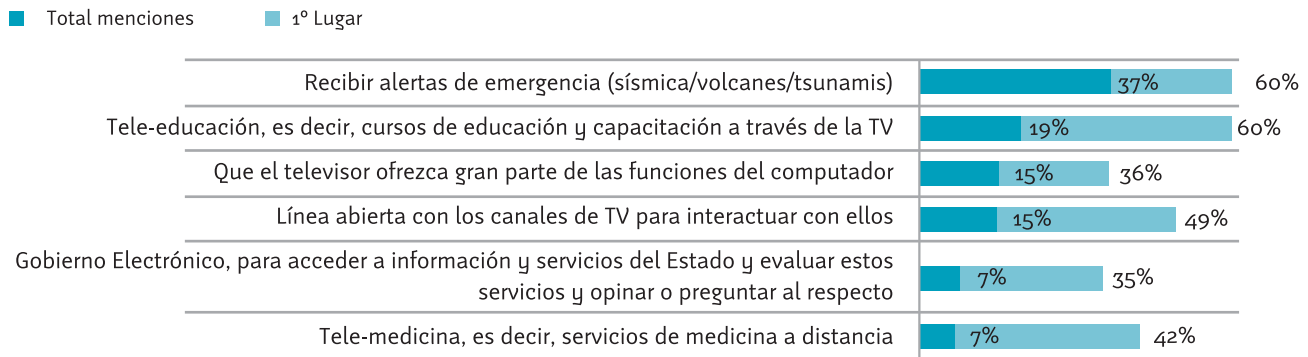 Total menciones 1º Lugar
Recibir alertas de emergencia (sísmica/volcanes/tsunamis) 37% 60%
Tele-educación, es decir, cursos de educación y capacitación a través de la TV 19% 60%
Que el televisor ofrezca gran parte de las funciones del computador 15% 36%
Línea abierta con los canales de TV para interactuar con ellos 15% 49%
Gobierno Electrónico, para acceder a información y servicios del Estado y evaluar estos
servicios y opinar o preguntar al respecto 7% 35%
Tele-medicina, es decir, servicios de medicina a distancia 7% 42%